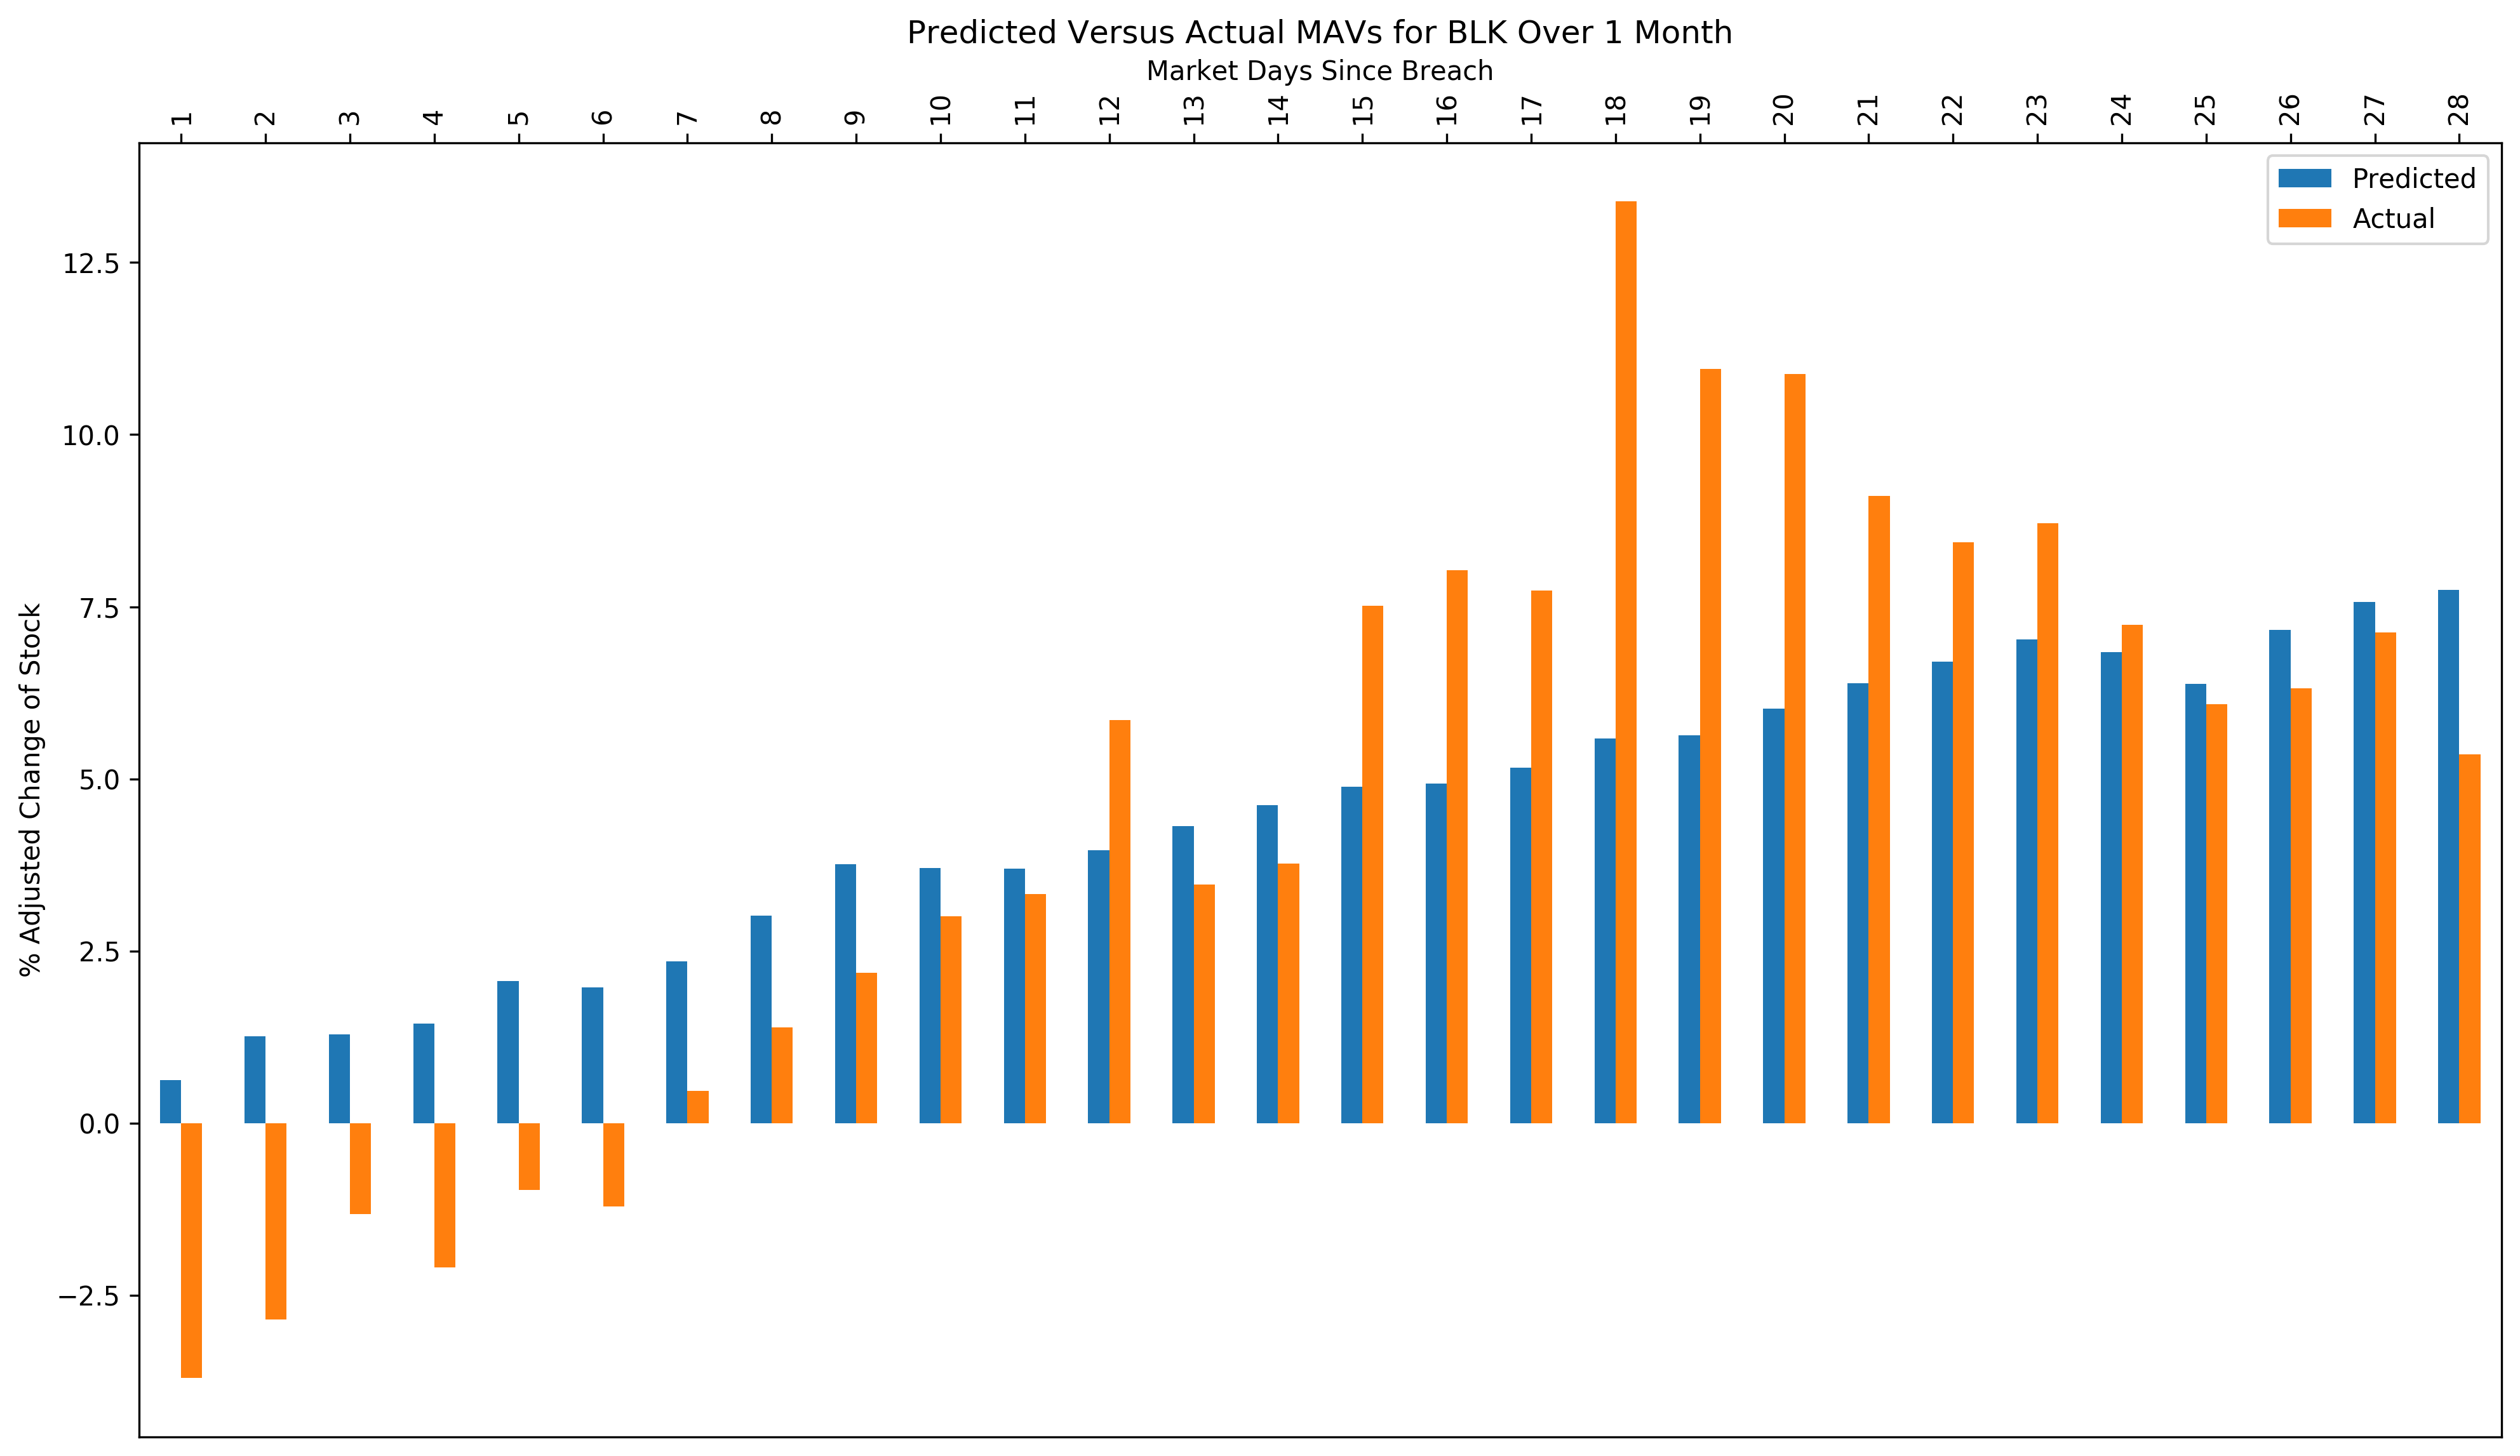 Predicted Versus Actual MAVs for BLK Over 1 Month
Market Days Since Breach
1 2 3 4 5 6 7 8 9 10 11 12 13 14 15 16 17 18 19 20 21 22 23 24 25 26 27 28
Predicted
Actual
12.5
10.0
7.5
5.0
2.5
0.0
−2.5
% Adjusted Change of Stock